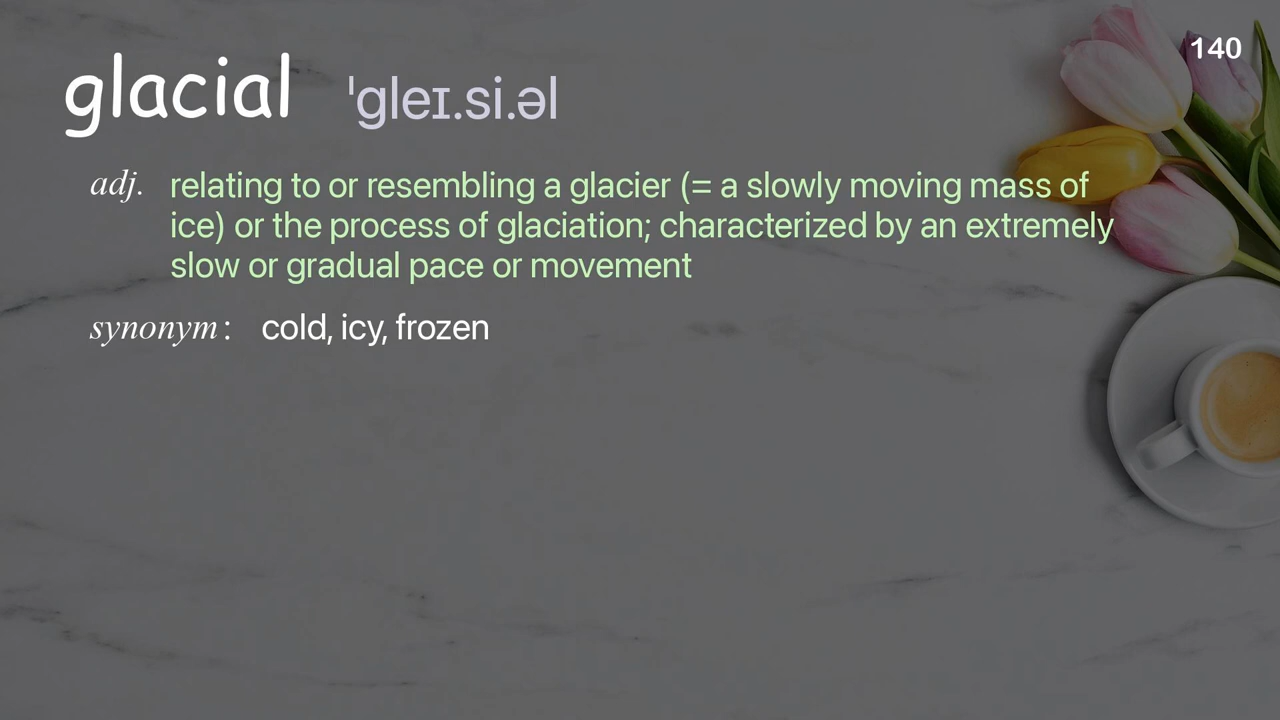 140
glacial ˈɡleɪ.si.əl
adj. relating to or resembling a glacier (= a slowly moving mass of
ice) or the process of glaciation; characterized by an extremely
slow or gradual pace or movement
synonym: cold, icy, frozen